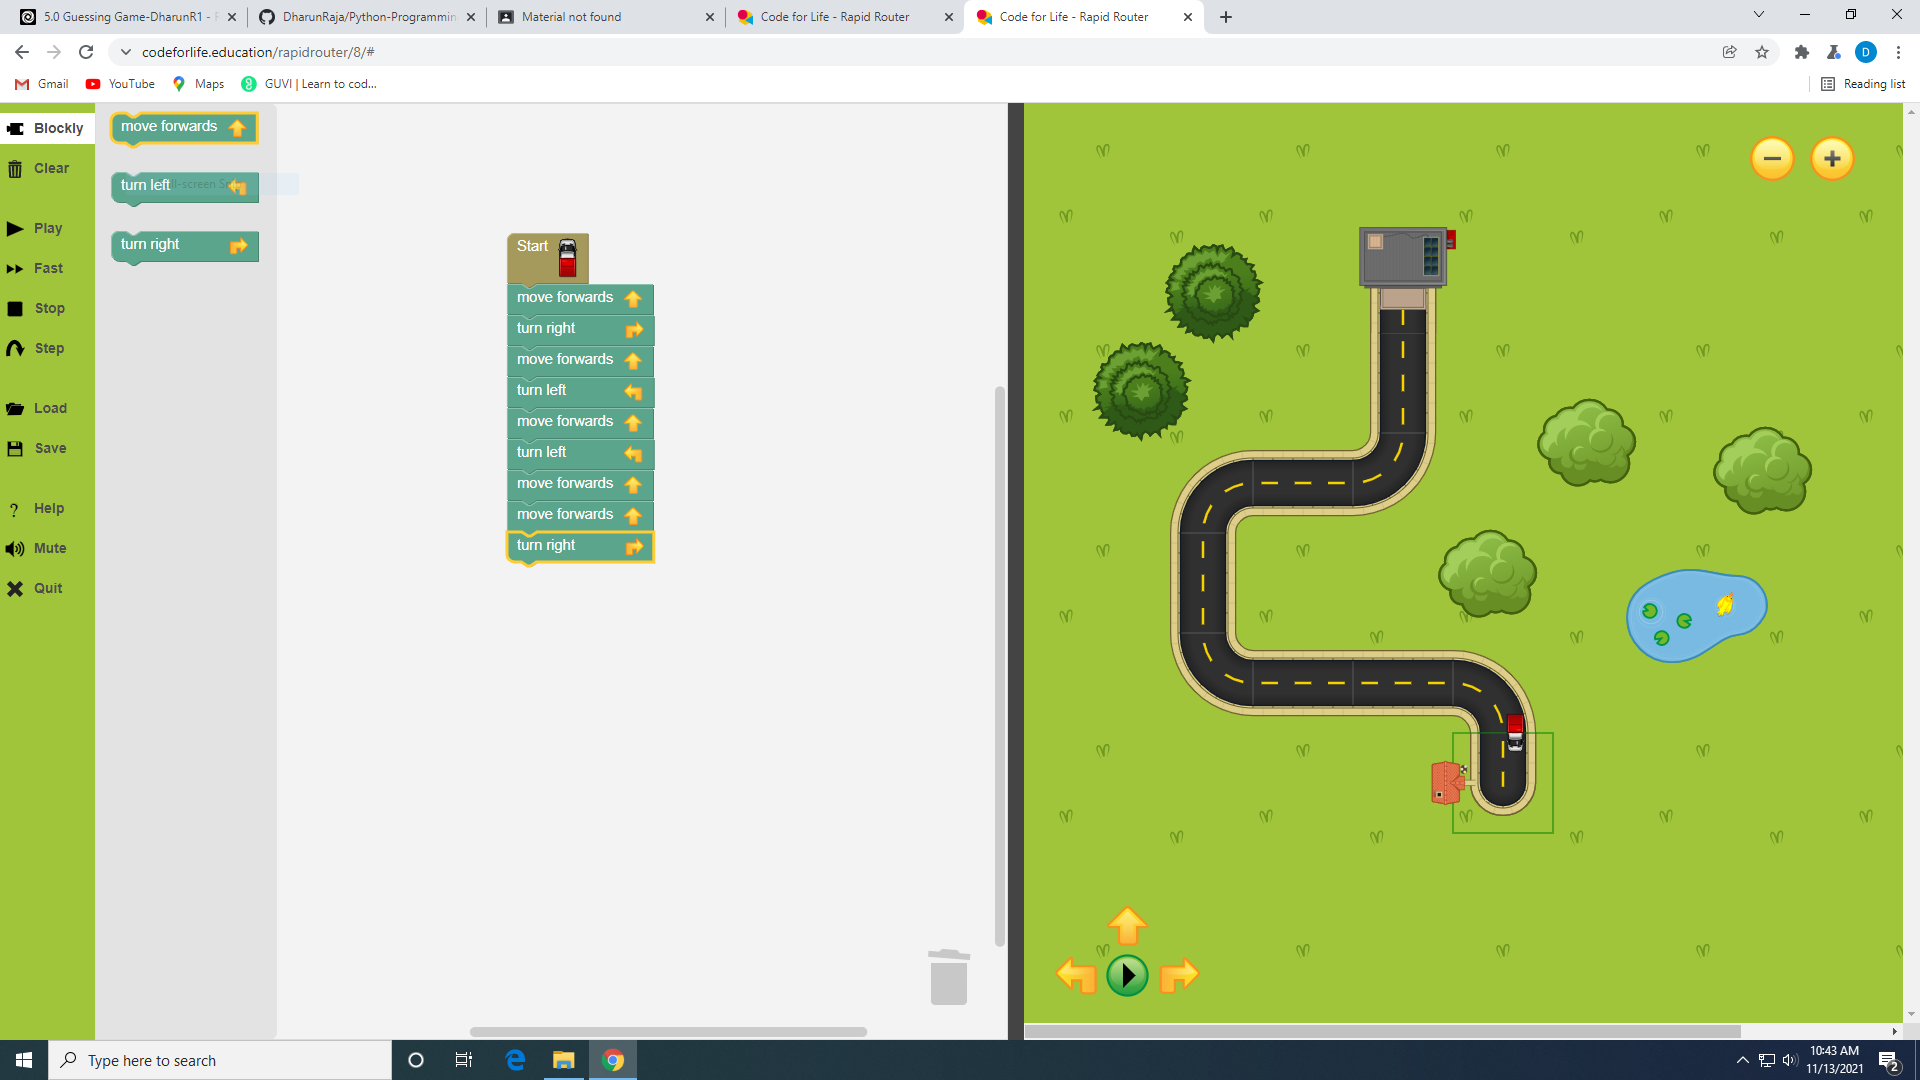 5.0 Guessing Game-DharunR1 - F
DharunRaja/Python-Programmin
Material not found
Code for Life - Rapid Router
Code for Life - Rapid Router
codeforlife.education/rapidrouter/8/#
D
Gmail
YouTube
Maps
GUVI | Learn to cod...
Reading list
Blockly
Clear
Play
Fast
Stop
Step
Load
Save
Help
Mute
Quit
move forwards
turn left
turn right
Start
move forwards
turn right
move forwards
turn left
move forwards
turn left
move forwards
move forwards
turn right
Type here to search
10:43 AM
11/13/2021
2